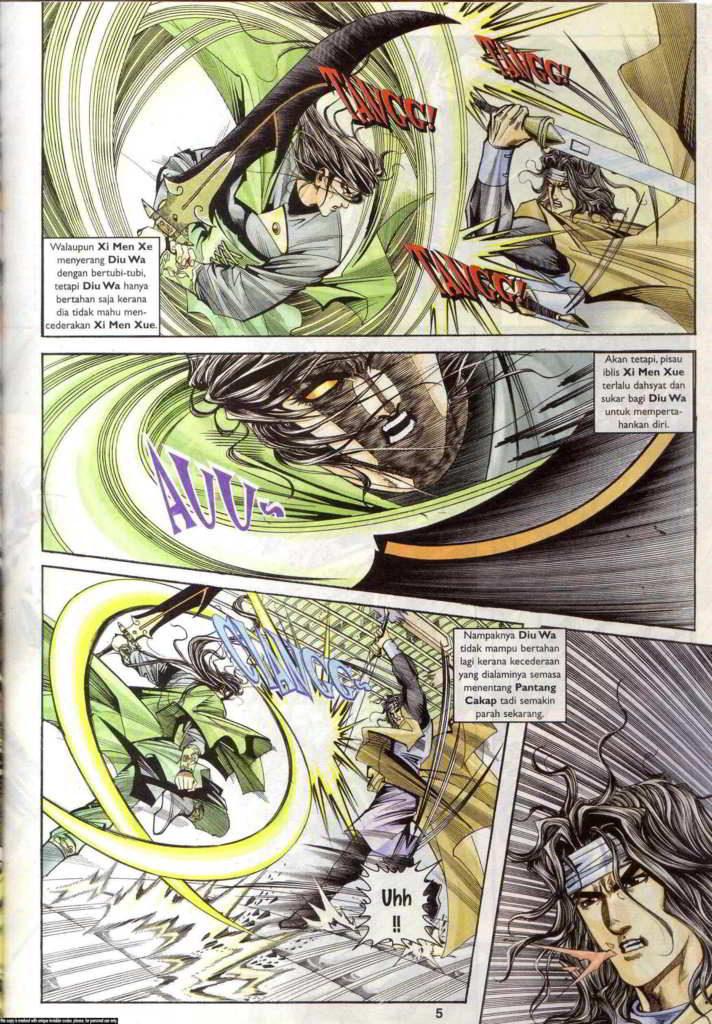 TANGG!
TANGG!
TANGG!
Walaupun Xi Men Xe
menyerang Diu Wa
dengan bertubi-tubi,
tetapi Diu Wa hanya
bertahan saja kerana
dia tidak mahu men-
cederakan Xi Men Xue.
Akan tetapi, pisau
iblis Xi Men Xue
terlalu dahsyat dan
sukar bagi Diu Wa
untuk memperta-
hankan diri.
AUU~
Nampaknya Diu Wa
tidak mampu bertahan
lagi kerana kecederaan
yang dialaminya semasa
menentang Pantang
Cakap tadi semakin
parah sekarang.
Uhh
!!
5